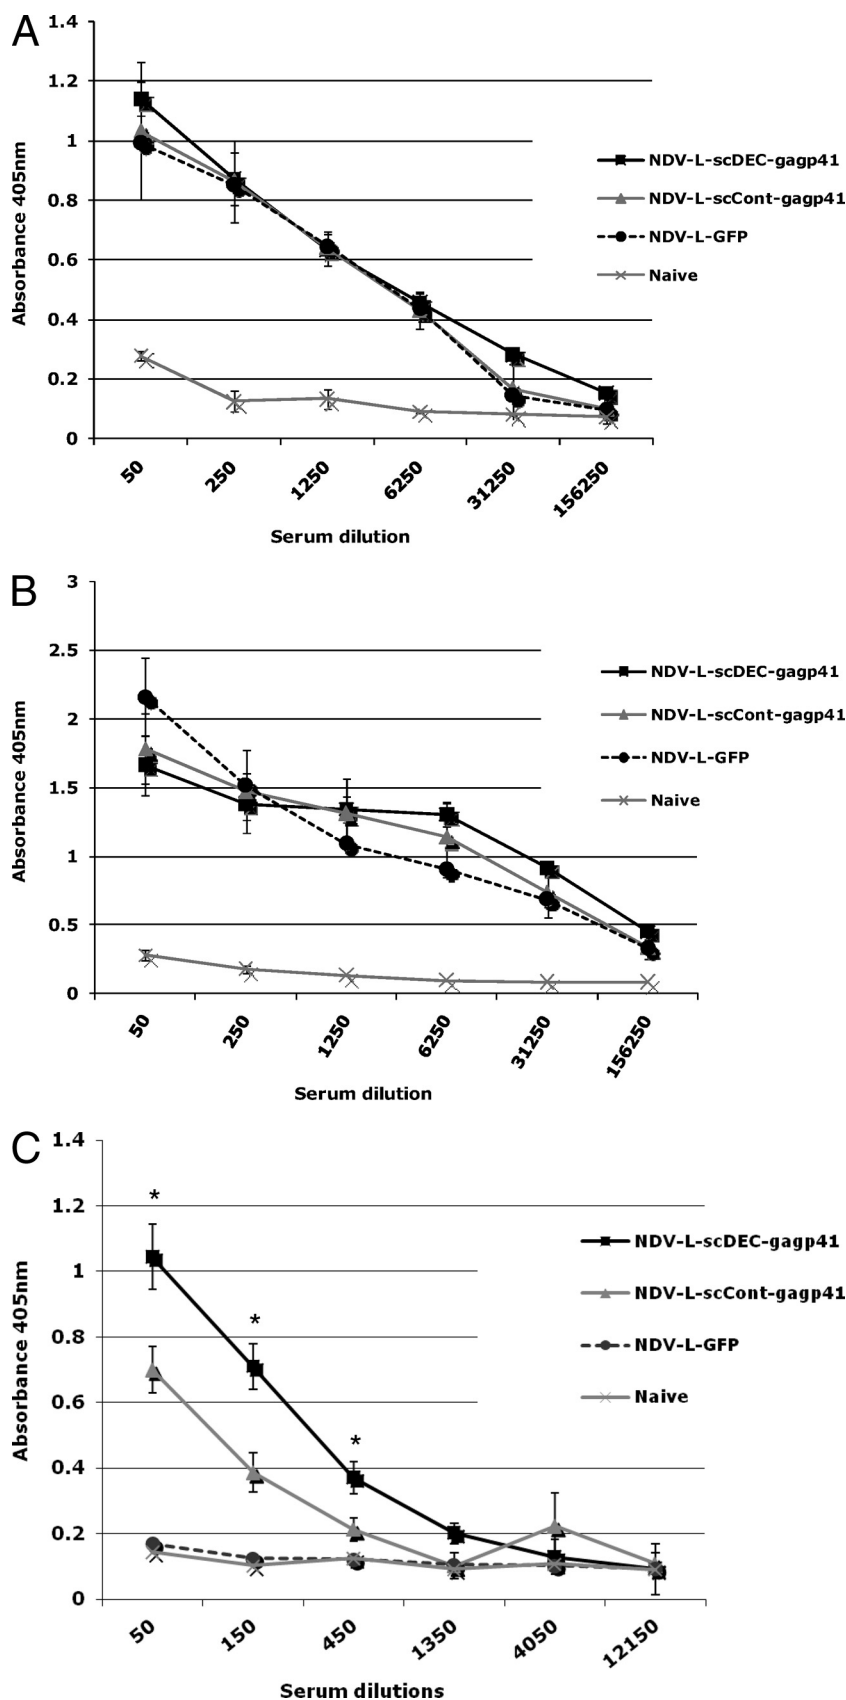 A
1.4
1.2
1
0.8
0.6
0.4
0.2
0
Absorbance 405nm
50
250
1250
6250
31250
156250
Serum dilution
NDV-L-scDEC-gagp41
NDV-L-scCont-gagp41
NDV-L-GFP
Naive
B
3
2.5
2
1.5
1
0.5
0
Absorbance 405nm
50
250
1250
6250
31250
156250
Serum dilution
NDV-L-scDEC-gagp41
NDV-L-scCont-gagp41
NDV-L-GFP
Naive
C
1.4
1.2
1
0.8
0.6
0.4
0.2
0
Absorbance 405nm
*
*
*
50
150
450
1350
4050
12150
Serum dilutions
NDV-L-scDEC-gagp41
NDV-L-scCont-gagp41
NDV-L-GFP
Naive